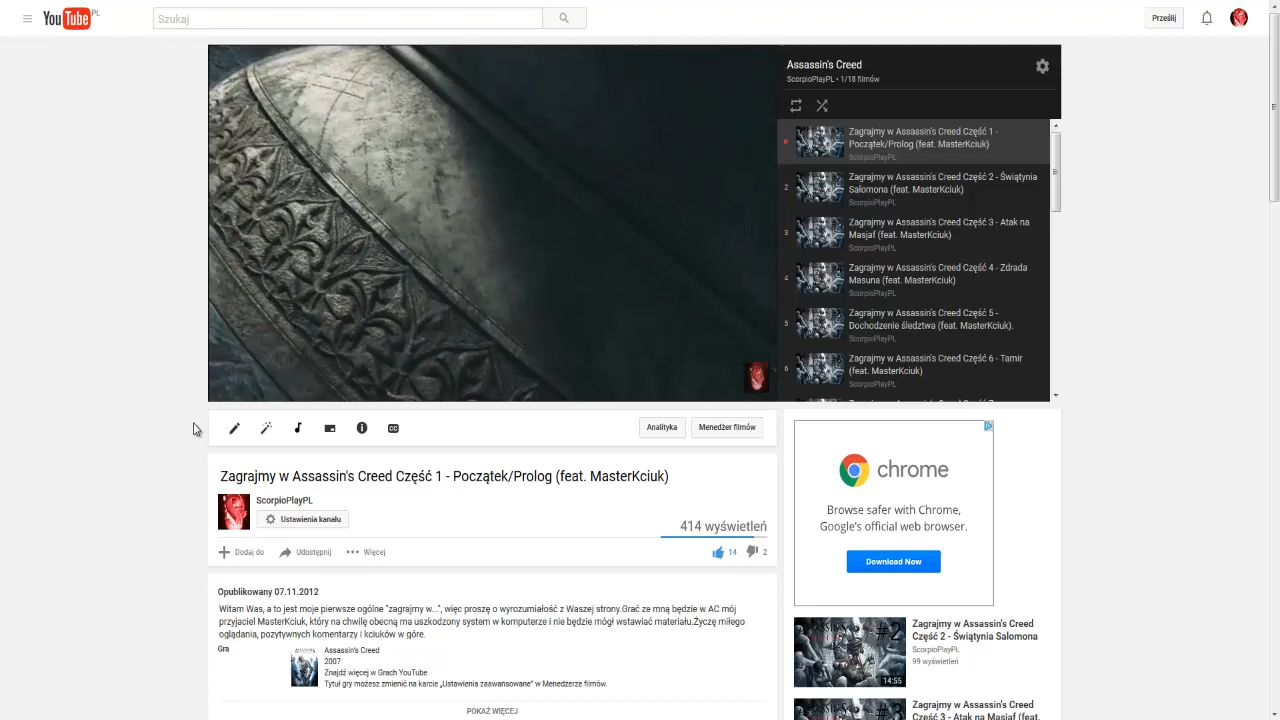 YouTube PL
Szukaj
Prześlij
Assassin's Creed
ScorpioPlayPL • 1/18 filmów
Zagrajmy w Assassin's Creed Część 1 -
Początek/Prolog (feat. MasterKciuk)
ScorpioPlayPL
2
Zagrajmy w Assassin's Creed Część 2 - Świątynia
Salomona (feat. MasterKciuk)
ScorpioPlayPL
3
Zagrajmy w Assassin's Creed Część 3 - Atak na
Masjaf (feat. MasterKciuk)
ScorpioPlayPL
4
Zagrajmy w Assassin's Creed Część 4 - Zdrada
Masuna (feat. MasterKciuk)
ScorpioPlayPL
5
Zagrajmy w Assassin's Creed Część 5 -
Dochodzenie śledztwa (feat. MasterKciuk).
ScorpioPlayPL
6
Zagrajmy w Assassin's Creed Część 6 - Tamir
(feat. MasterKciuk)
ScorpioPlayPL
CC
Analityka
Menedżer filmów
Zagrajmy w Assassin's Creed Część 1 - Początek/Prolog (feat. MasterKciuk)
ScorpioPlayPL
Ustawienia kanału
414 wyświetleń
Dodaj do
Udostępnij
Więcej
14
2
Opublikowany 07.11.2012
Witam Was, a to jest moje pierwsze ogólne "zagrajmy w...", więc proszę o wyrozumiałość z Waszej strony.Grać ze mną będzie w AC mój
przyjaciel MasterKciuk, który na chwilę obecną ma uszkodzony system w komputerze i nie będzie mógł wstawiać materiału.Życzę miłego
oglądania, pozytywnych komentarzy i kciuków w górę.
Gra
Assassin's Creed
2007
Znajdź więcej w Grach YouTube
Tytuł gry możesz zmienić na karcie „Ustawienia zaawansowane” w Menedżerze filmów.
POKAŻ WIĘCEJ
chrome
Browse safer with Chrome,
Google's official web browser.
Download Now
#2
14:55
Zagrajmy w Assassin's Creed
Część 2 - Świątynia Salomona
ScorpioPlayPL
99 wyświetleń
#3
Zagrajmy w Assassin's Creed
Część 3 - Atak na Masjaf (feat.